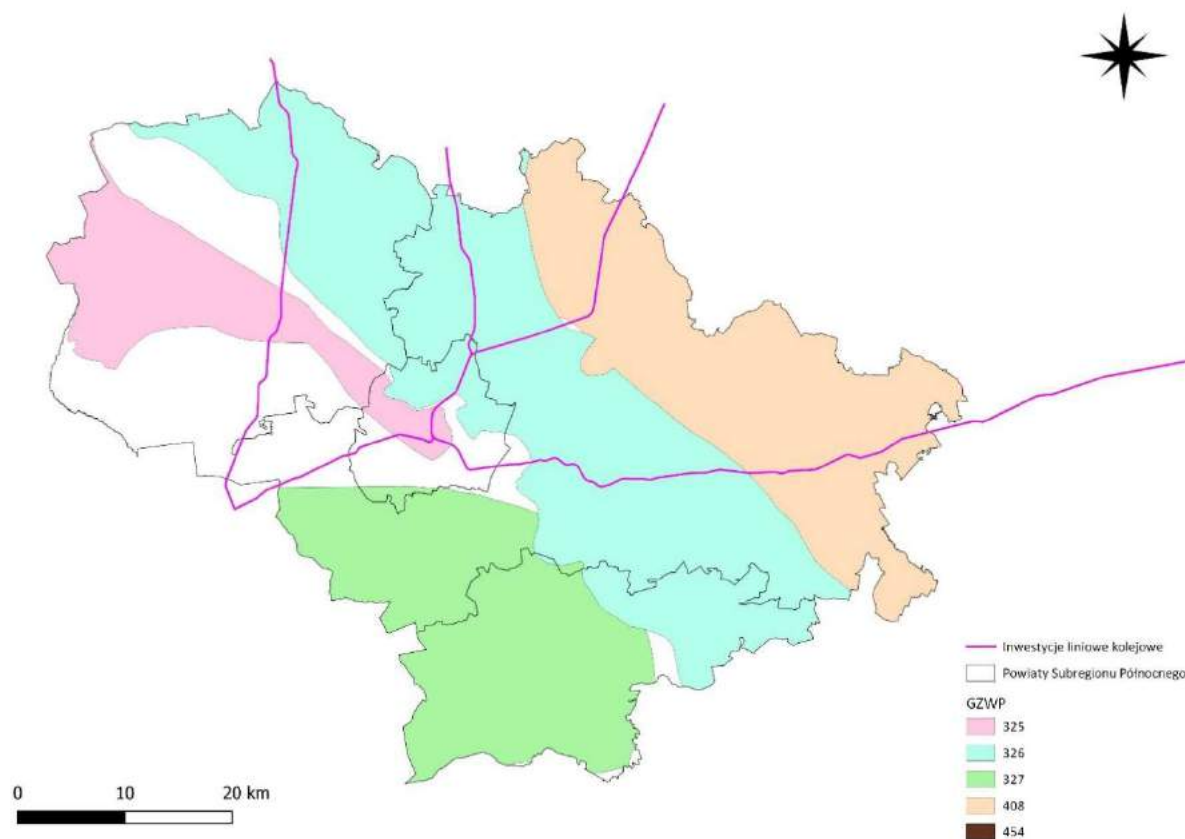 Inwestycje liniowe kolejowe
Powiaty Subregionu Północnego
GZWP
325
326
327
408
454
0 10 20 km